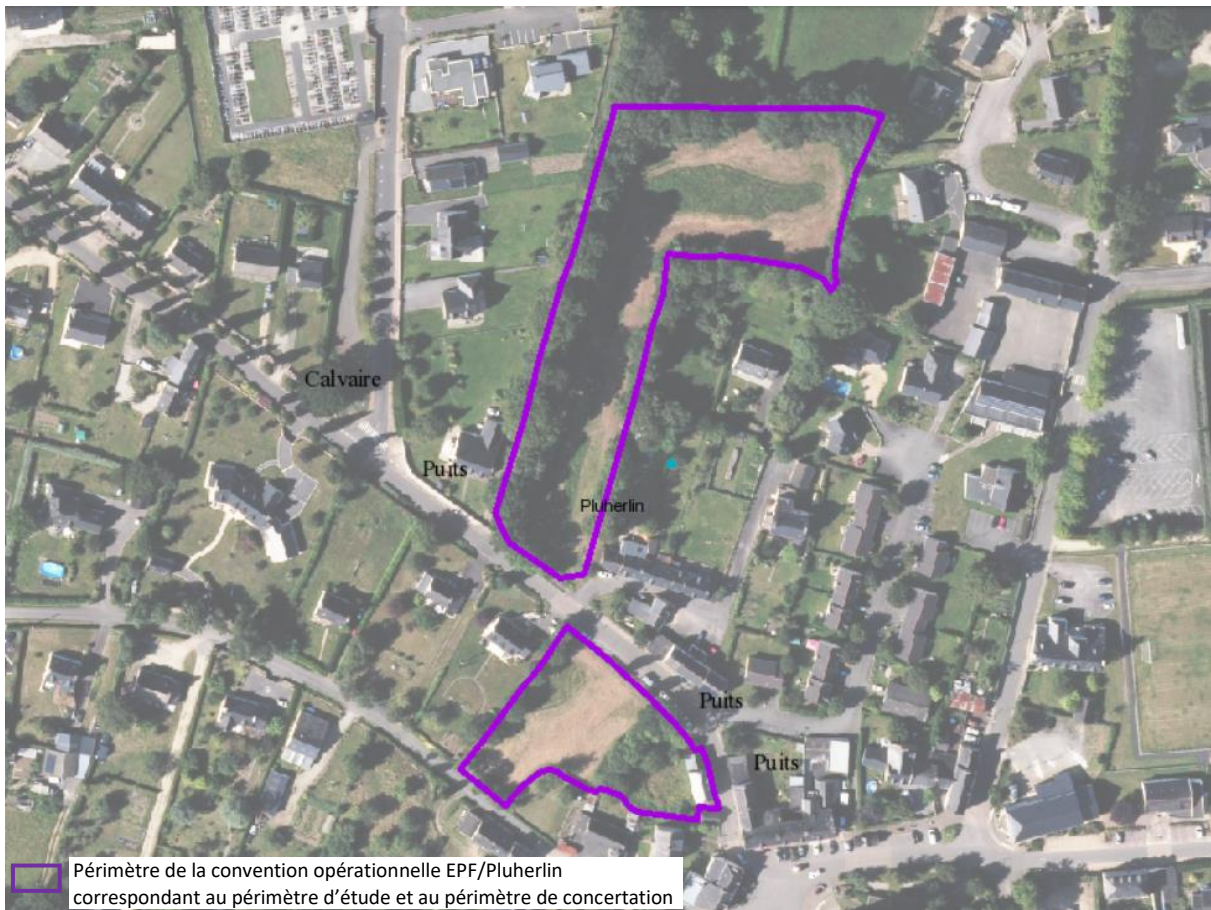 Calvaire
Puits
Pluherlin
Puits
Puits
Périmètre de la convention opérationnelle EPF/Pluherlin
correspondant au périmètre d’étude et au périmètre de concertation